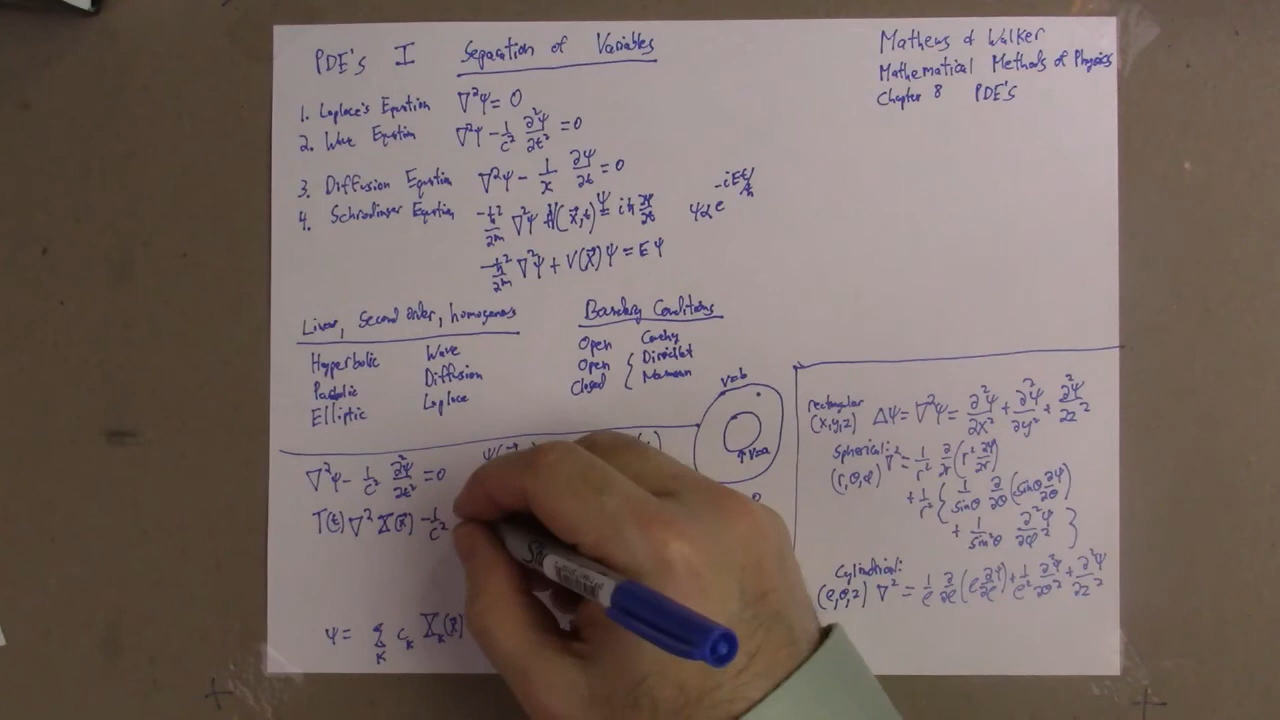 PDE's I Separation of Variables
Mathews & Walker
Mathematical Methods of Physics
Chapter 8 PDE's
1. Laplace's Equation ∇²ψ = 0
2. Wave Equation ∇²ψ - 1/c² ∂²ψ/∂t² = 0
3. Diffusion Equation ∇²ψ - 1/χ ∂ψ/∂t = 0
4. Schrodinger Equation -ħ²/2m ∇²ψ + V(x⃗,t)ψ = iħ ∂ψ/∂t ψ α e^(-iEt/ħ)
-ħ²/2m ∇²ψ + V(x⃗)ψ = Eψ
Linear, Second Order, homogenous
Hyperbolic Wave
Parabolic Diffusion
Elliptic Laplace
Boundary Conditions
Open Cauchy
Open Dirichlet
Closed Neumann
V=b
V=a
∇²ψ - 1/c² ∂²ψ/∂t² = 0
T(t) ∇² X(x⃗) - 1/c²
ψ = Σ_K C_K X_K(x⃗)
rectangular
(x,y,z) Δψ = ∇²ψ = ∂²ψ/∂x² + ∂²ψ/∂y² + ∂²ψ/∂z²
Spherical:
(r,θ,φ) ∇² = 1/r² ∂/∂r (r² ∂ψ/∂r)
+ 1/r² { 1/sinθ ∂/∂θ (sinθ ∂ψ/∂θ)
+ 1/sin²θ ∂²ψ/∂φ² }
Cylindrical:
(ρ,θ,z) ∇² = 1/ρ ∂/∂ρ (ρ ∂ψ/∂ρ) + 1/ρ² ∂²ψ/∂θ² + ∂²ψ/∂z²